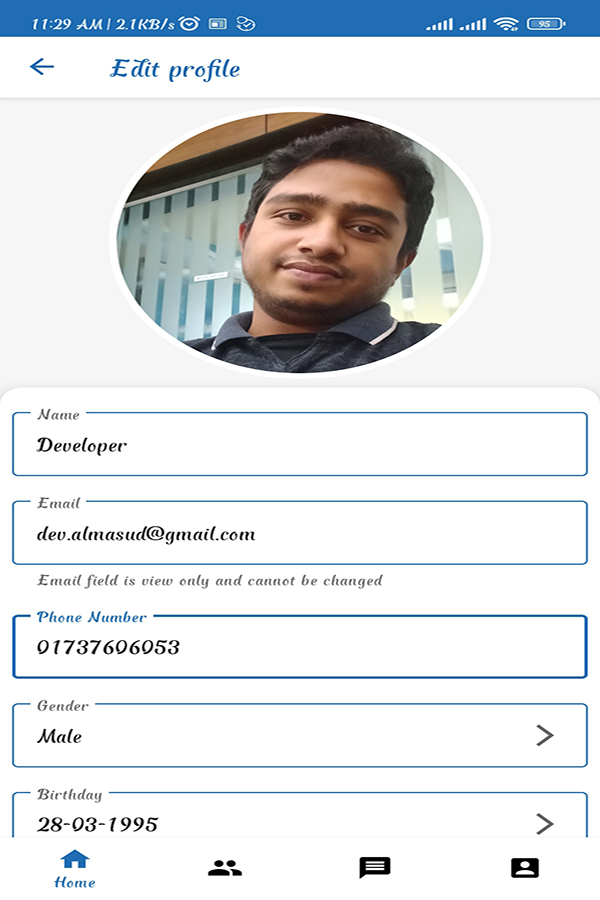 11:29 AM | 2.1KB/s
95
Edit profile
Name
Developer
Email
dev.almasud@gmail.com
Email field is view only and cannot be changed
Phone Number
01737606053
Gender
Male
Birthday
28-03-1995
Home